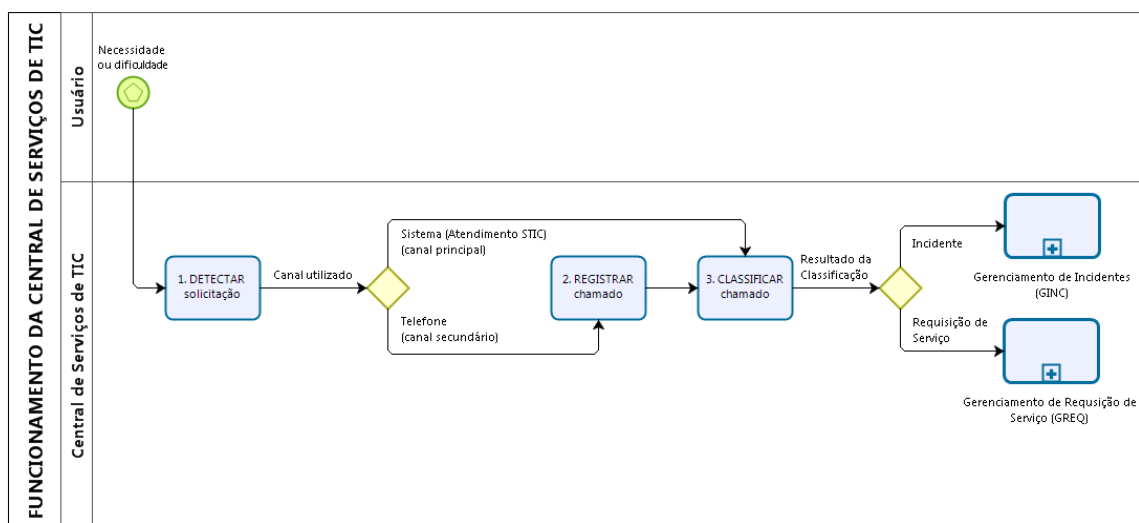 FUNCIONAMENTO DA CENTRAL DE SERVIÇOS DE TIC
Usuário
Necessidade
ou dificuldade
Central de Serviços de TIC
1. DETECTAR
solicitação
Canal utilizado
Sistema (Atendimento STIC)
(canal principal)
Telefone
(canal secundário)
2. REGISTRAR
chamado
3. CLASSIFICAR
chamado
Resultado da
Classificação
Incidente
Gerenciamento de Incidentes
(GINC)
Requisição de
Serviço
Gerenciamento de Requsição de
Serviço (GREQ)